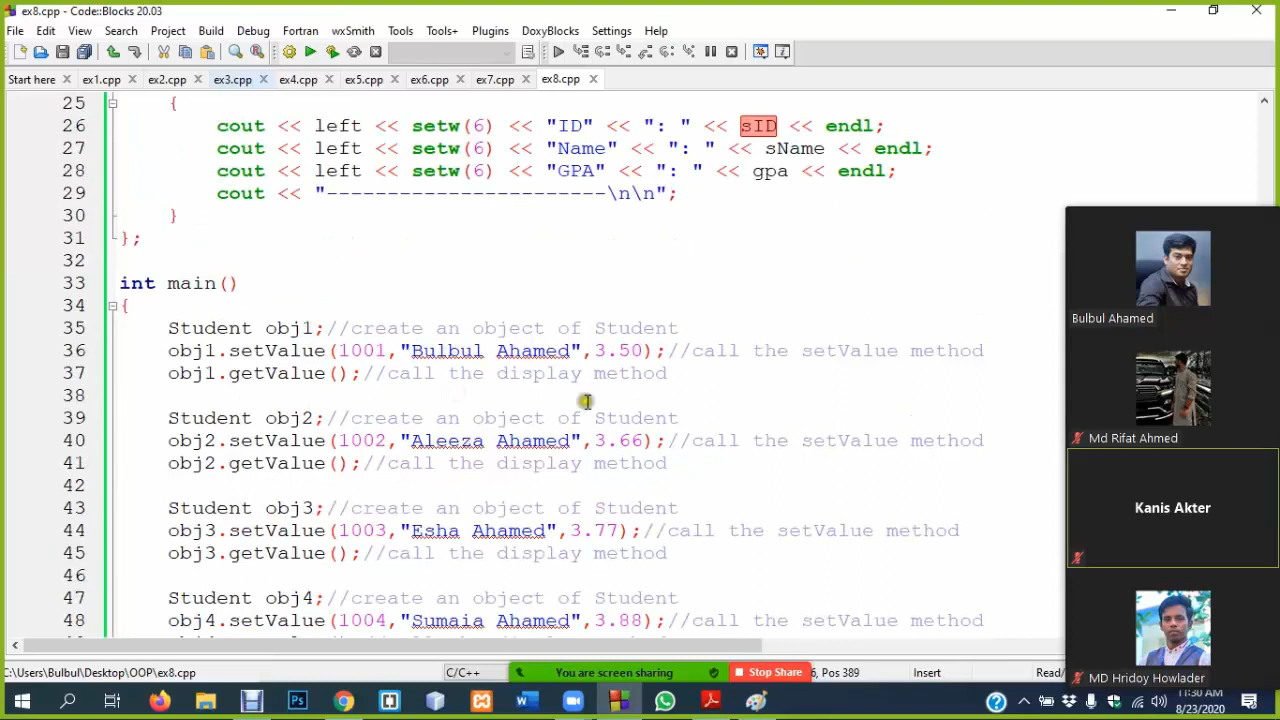 ex8.cpp - Code::Blocks 20.03
File Edit View Search Project Build Debug Fortran wxSmith Tools Tools+ Plugins DoxyBlocks Settings Help
Start here ex1.cpp ex2.cpp ex3.cpp ex4.cpp ex5.cpp ex6.cpp ex7.cpp ex8.cpp
25 {
26 cout << left << setw(6) << "ID" << ": " << sID << endl;
27 cout << left << setw(6) << "Name" << ": " << sName << endl;
28 cout << left << setw(6) << "GPA" << ": " << gpa << endl;
29 cout << "-----------------------\n\n";
30 }
31 };
32
33 int main()
34 {
35 Student obj1;//create an object of Student
36 obj1.setValue(1001,"Bulbul Ahamed",3.50);//call the setValue method
37 obj1.getValue();//call the display method
38
39 Student obj2;//create an object of Student
40 obj2.setValue(1002,"Aleeza Ahamed",3.66);//call the setValue method
41 obj2.getValue();//call the display method
42
43 Student obj3;//create an object of Student
44 obj3.setValue(1003,"Esha Ahamed",3.77);//call the setValue method
45 obj3.getValue();//call the display method
46
47 Student obj4;//create an object of Student
48 obj4.setValue(1004,"Sumaia Ahamed",3.88);//call the setValue method
Bulbul Ahamed
Md Rifat Ahmed
Kanis Akter
MD Hridoy Howlader
C:\Users\Bulbul\Desktop\OOP\ex8.cpp C/C++ You are screen sharing Stop Share 6, Pos 389 Insert Read/
11:30 AM
8/23/2020